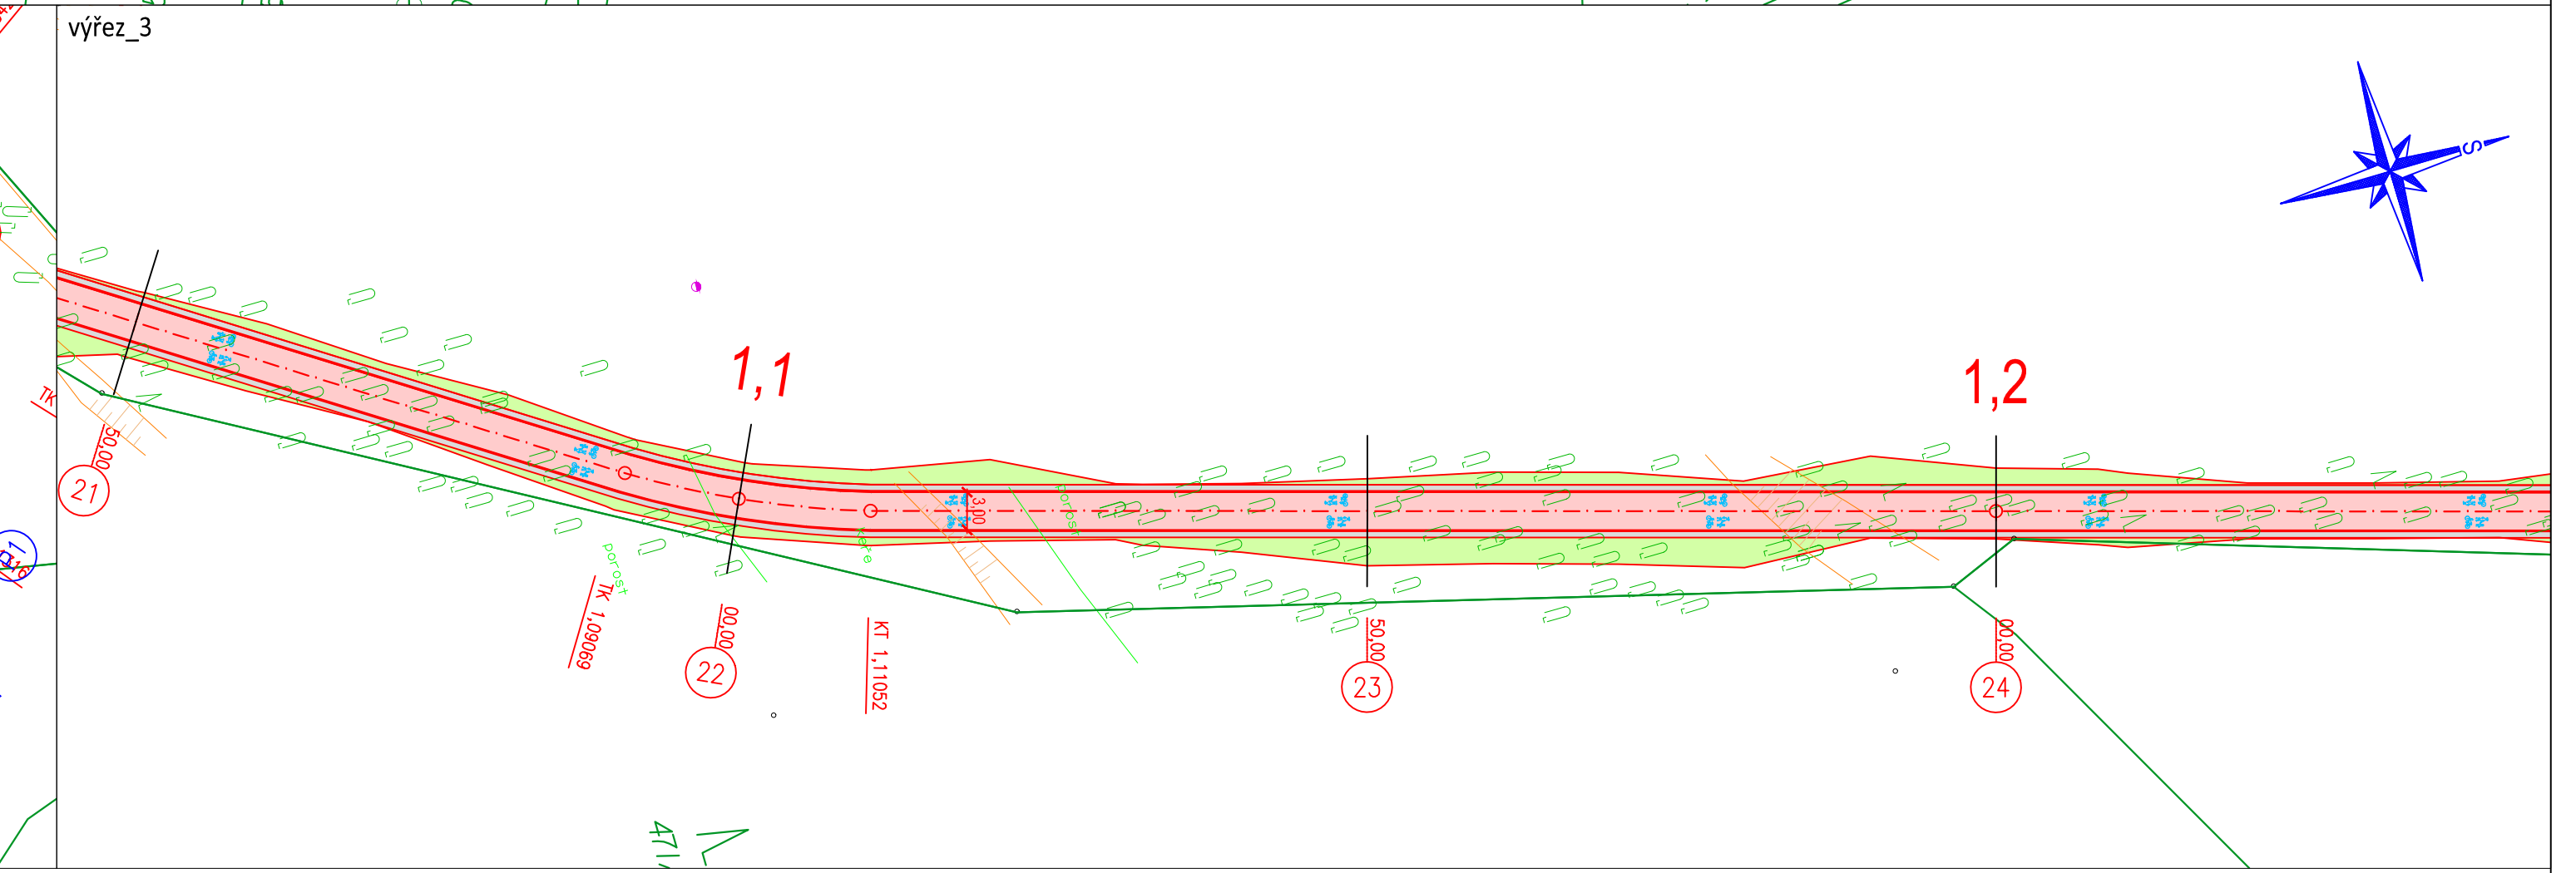 výřez_3
S
1,1
1,2
TK
50,00
21
porost
keře
3,00
porost
TK 1,09069
00,00
22
KT 1,11052
50,00
23
00,00
24